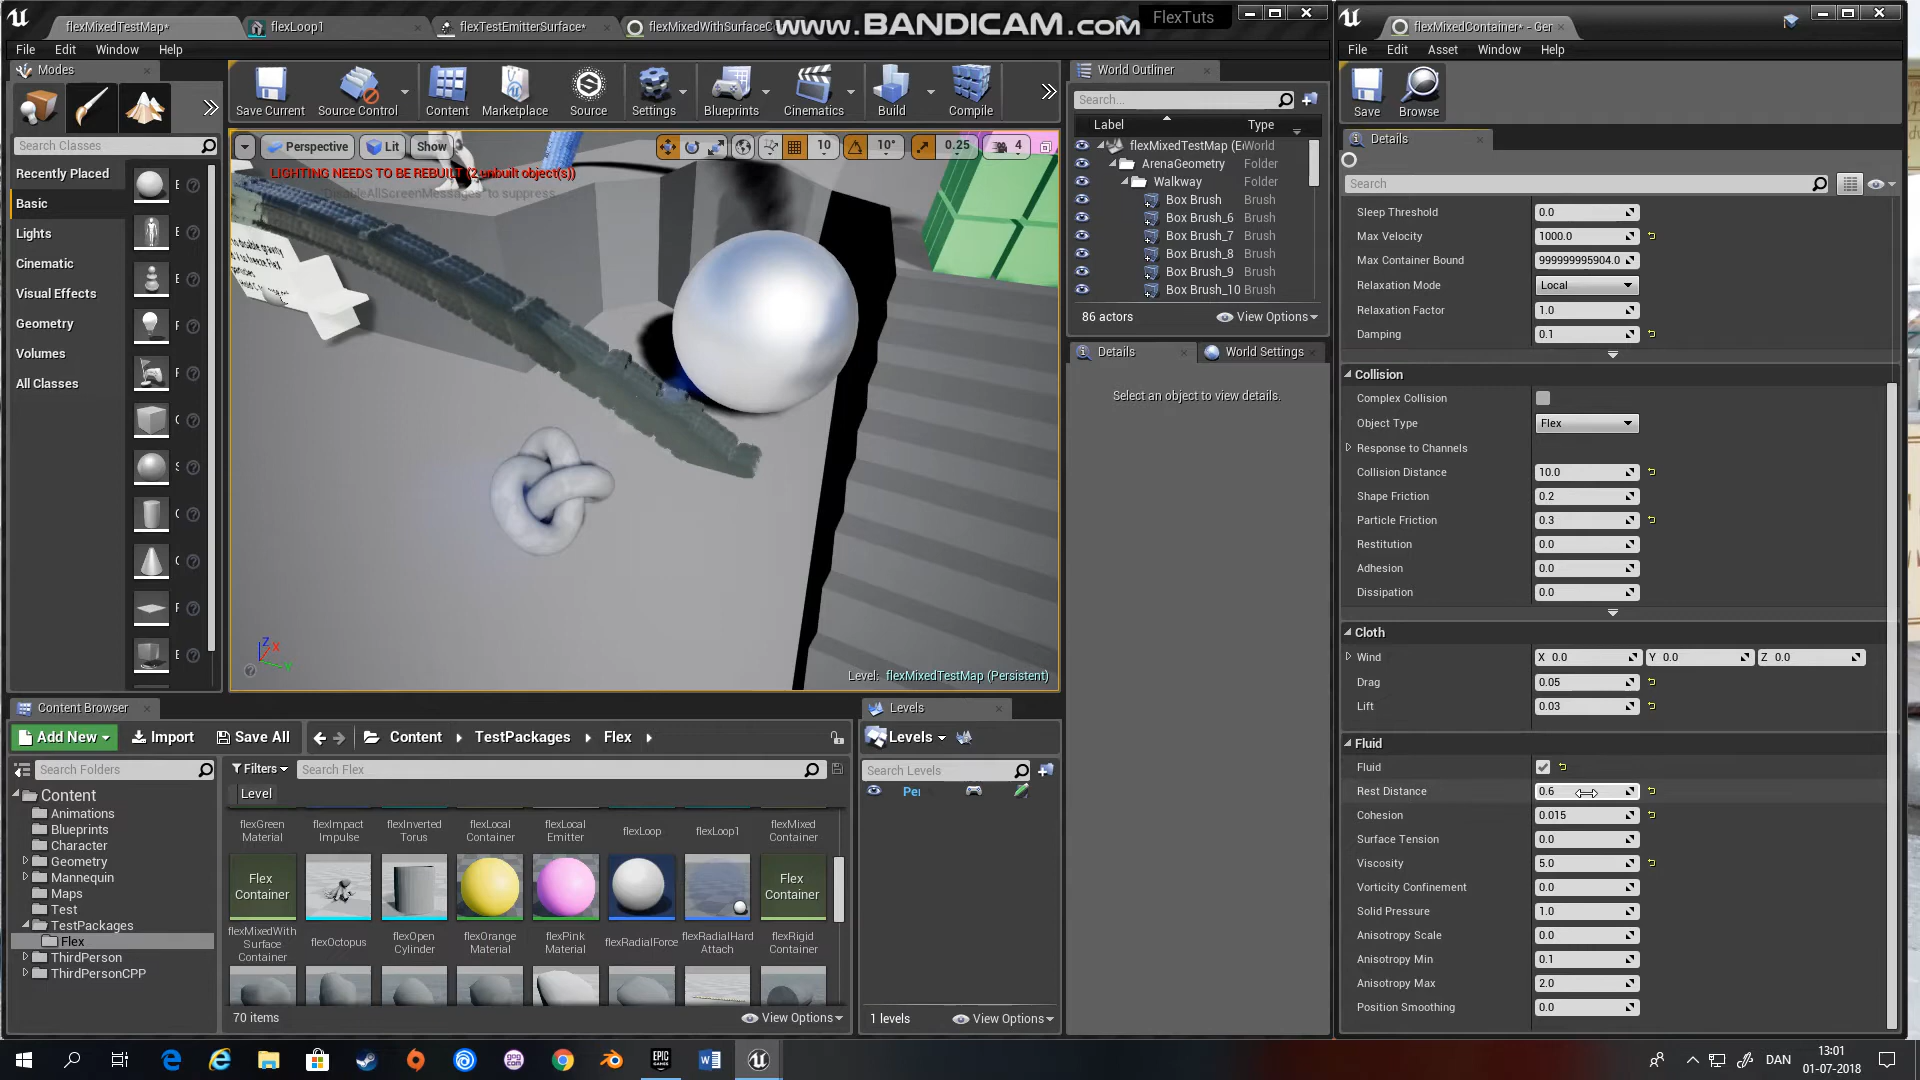 flexMixedTestMap*
flexLoop1
flexTestEmitterSurface*
flexMixedWithSurfaceC
www.BANDICAM.com
FlexTuts
flexMixedContainer* - Ger
File Edit Window Help
File Edit Asset Window Help
Modes
Save Current
Source Control
Content
Marketplace
Source
Settings
Blueprints
Cinematics
Build
Compile
World Outliner
Search...
Label
Type
Save
Browse
Details
Search
Search Classes
Recently Placed
Basic
Lights
Cinematic
Visual Effects
Geometry
Volumes
All Classes
Perspective
Lit
Show
10
10°
0.25
4
LIGHTING NEEDS TO BE REBUILT (2 unbuilt object(s))
'DisableAllScreenMessages' to suppress
to disable gravity
Level: flexMixedTestMap (Persistent)
flexMixedTestMap (Ec World
ArenaGeometry Folder
Walkway Folder
Box Brush Brush
Box Brush_6 Brush
Box Brush_7 Brush
Box Brush_8 Brush
Box Brush_9 Brush
Box Brush_10 Brush
86 actors
View Options
Details
World Settings
Select an object to view details.
Sleep Threshold 0.0
Max Velocity 1000.0
Max Container Bound 999999995904.0
Relaxation Mode Local
Relaxation Factor 1.0
Damping 0.1
Collision
Complex Collision
Object Type Flex
Response to Channels
Collision Distance 10.0
Shape Friction 0.2
Particle Friction 0.3
Restitution 0.0
Adhesion 0.0
Dissipation 0.0
Cloth
Wind X 0.0 Y 0.0 Z 0.0
Drag 0.05
Lift 0.03
Fluid
Fluid
Rest Distance 0.6
Cohesion 0.015
Surface Tension 0.0
Viscosity 5.0
Vorticity Confinement 0.0
Solid Pressure 1.0
Anisotropy Scale 0.0
Anisotropy Min 0.1
Anisotropy Max 2.0
Position Smoothing 0.0
Content Browser
Add New
Import
Save All
Content
TestPackages
Flex
Search Folders
Filters
Search Flex
Level
Content
Animations
Blueprints
Character
Geometry
Mannequin
Maps
Test
TestPackages
Flex
ThirdPerson
ThirdPersonCPP
flexGreen
Material
flexImpact
Impulse
flexInverted
Torus
flexLocal
Container
flexLocal
Emitter
flexLoop
flexLoop1
flexMixed
Container
Flex
Container
Flex
Container
flexMixedWith
Surface
Container
flexOctopus
flexOpen
Cylinder
flexOrange
Material
flexPink
Material
flexRadialForce
flexRadialHard
Attach
flexRigid
Container
70 items
View Options
Levels
Levels
Search Levels
Per
1 levels
View Options
EPIC
GAMES
DAN
13:01
01-07-2018